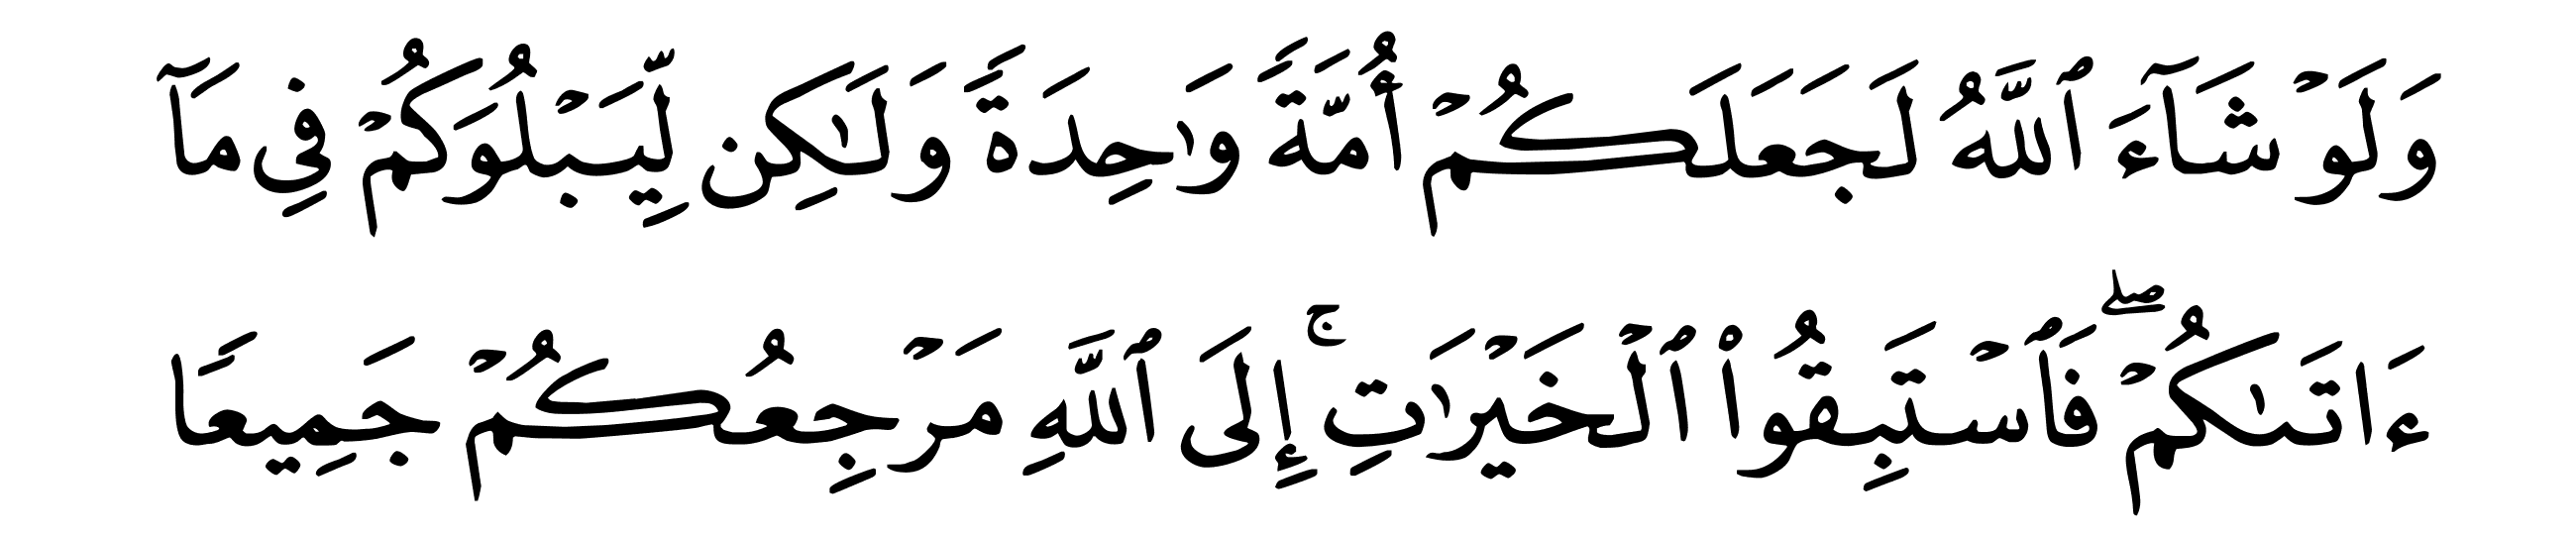 وَلَوۡ شَآءَ ٱللَّهُ لَجَعَلَكُمۡ أُمَّةٗ وَٰحِدَةٗ وَلَٰكِن لِّيَبۡلُوَكُمۡ فِي مَآ
ءَاتَىٰكُمۡۖ فَٱسۡتَبِقُواْ ٱلۡخَيۡرَٰتِۚ إِلَى ٱللَّهِ مَرۡجِعُكُمۡ جَمِيعٗا